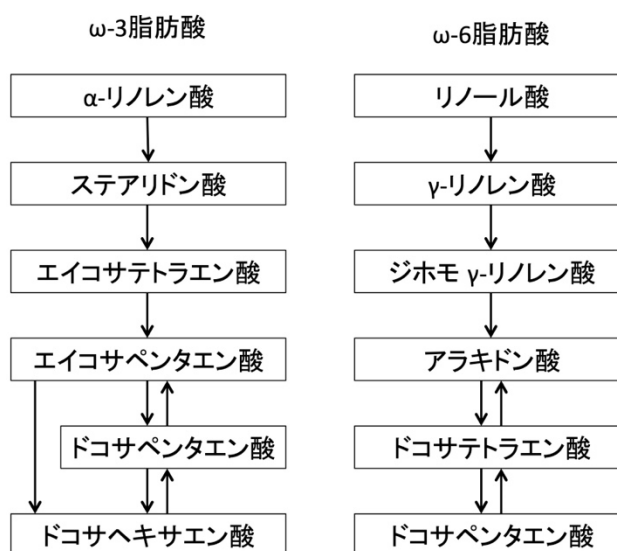 ω-3脂肪酸
α-リノレン酸
ステアリドン酸
エイコサテトラエン酸
エイコサペンタエン酸
ドコサペンタエン酸
ドコサヘキサエン酸
ω-6脂肪酸
リノール酸
γ-リノレン酸
ジホモ γ-リノレン酸
アラキドン酸
ドコサテトラエン酸
ドコサペンタエン酸